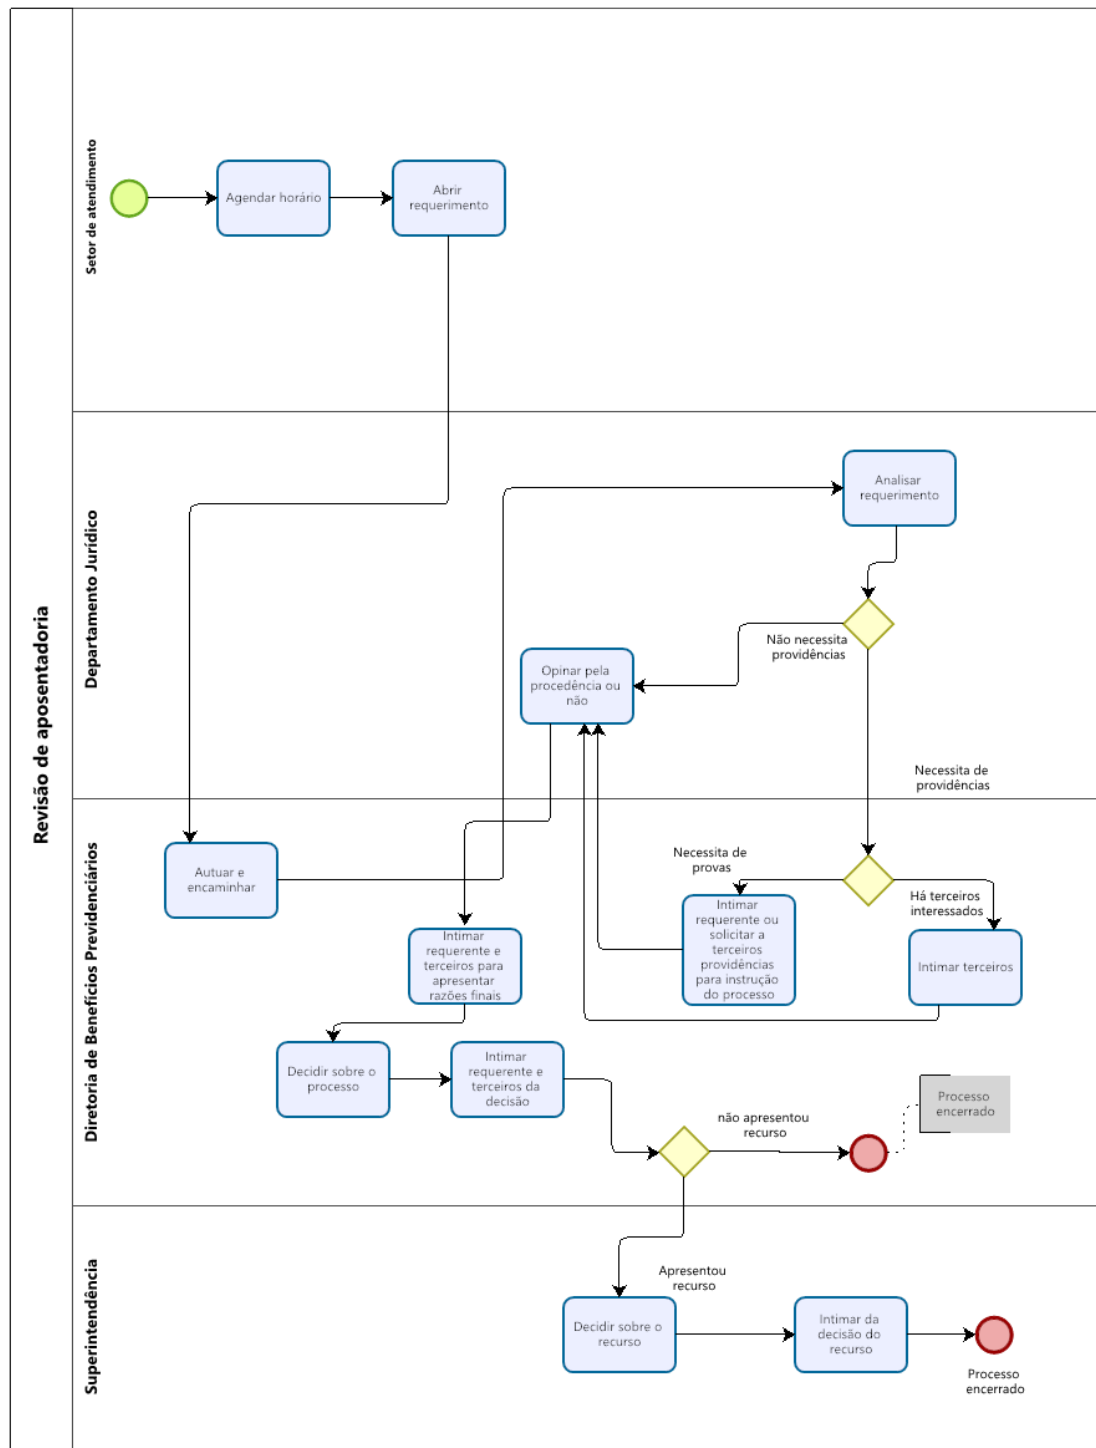 Revisão de aposentadoria
Setor de atendimento
Agendar horário
Abrir
requerimento
Departamento Jurídico
Analisar
requerimento
Não necessita
providências
Opinar pela
procedência ou
não
Necessita de
providências
Diretoria de Benefícios Previdenciários
Autuar e
encaminhar
Necessita de
provas
Há terceiros
interessados
Intimar
requerente ou
solicitar a
terceiros
providências
para instrução
do processo
Intimar terceiros
Intimar
requerente e
terceiros para
apresentar
razões finais
Decidir sobre o
processo
Intimar
requerente e
terceiros da
decisão
não apresentou
recurso
Processo
encerrado
Superintendência
Apresentou
recurso
Decidir sobre o
recurso
Intimar da
decisão do
recurso
Processo
encerrado